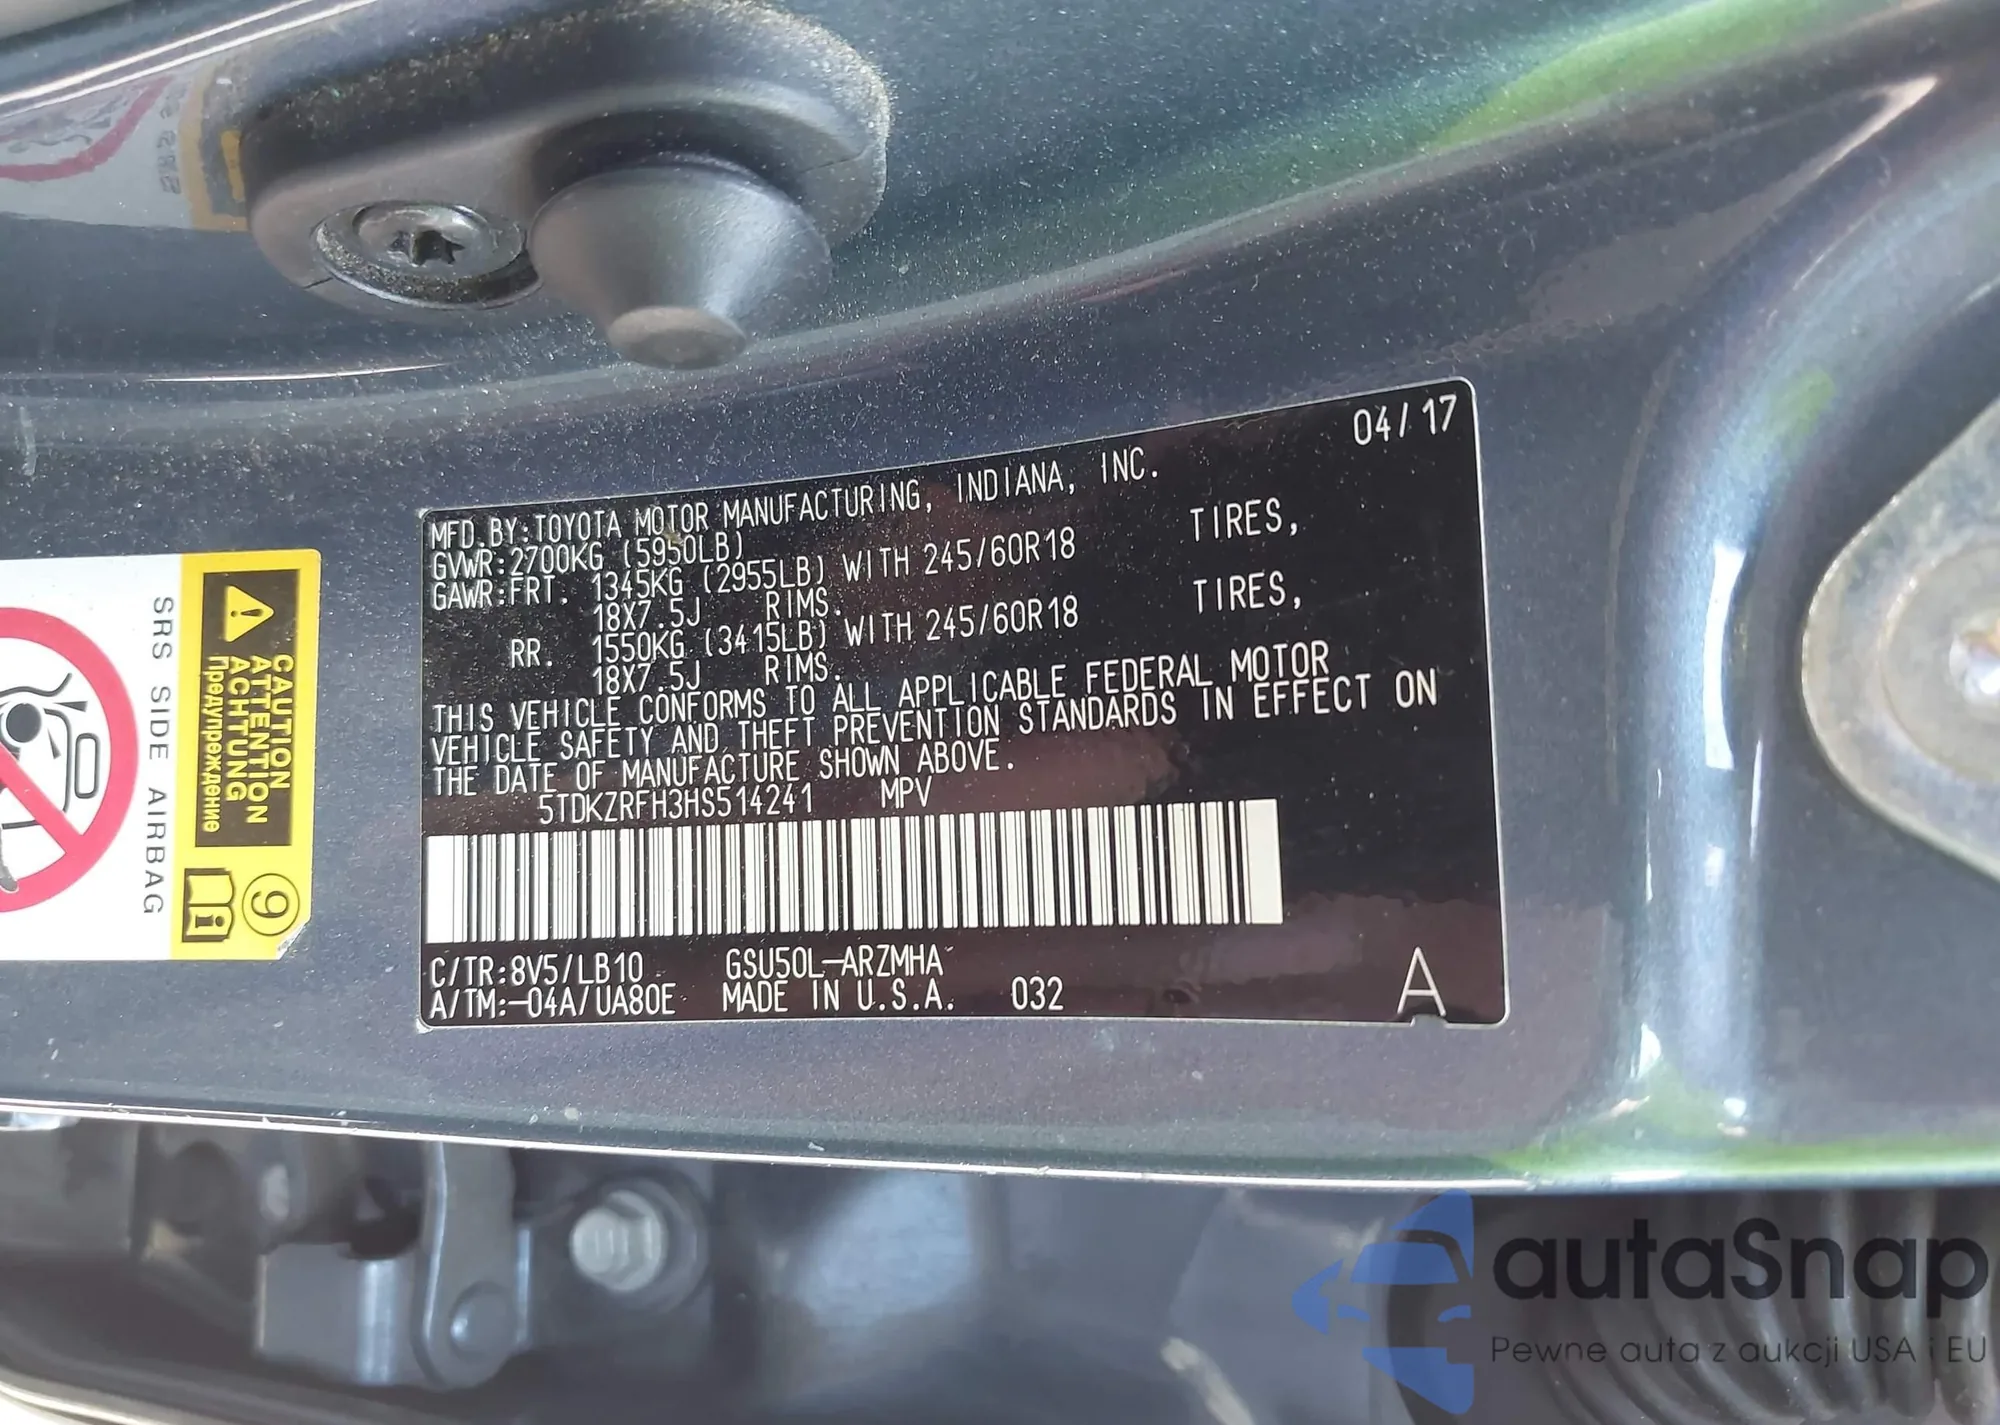 04/17
MFD.BY:TOYOTA MOTOR MANUFACTURING, INDIANA, INC.
GVWR:2700KG (5950LB)
GAWR:FRT. 1345KG (2955LB) WITH 245/60R18 TIRES,
18X7.5J RIMS.
RR. 1550KG (3415LB) WITH 245/60R18 TIRES,
18X7.5J RIMS.
THIS VEHICLE CONFORMS TO ALL APPLICABLE FEDERAL MOTOR
VEHICLE SAFETY AND THEFT PREVENTION STANDARDS IN EFFECT ON
THE DATE OF MANUFACTURE SHOWN ABOVE.
5TDKZRFH3HS514241 MPV
C/TR:8V5/LB10 GSU50L-ARZMHA
A/TM:-04A/UA80E MADE IN U.S.A. 032
A
CAUTION
ATTENTION
ACHTUNG
Предупреждение
SRS SIDE AIRBAG
9
i
autaSnap
Pewne auta z aukcji USA i EU